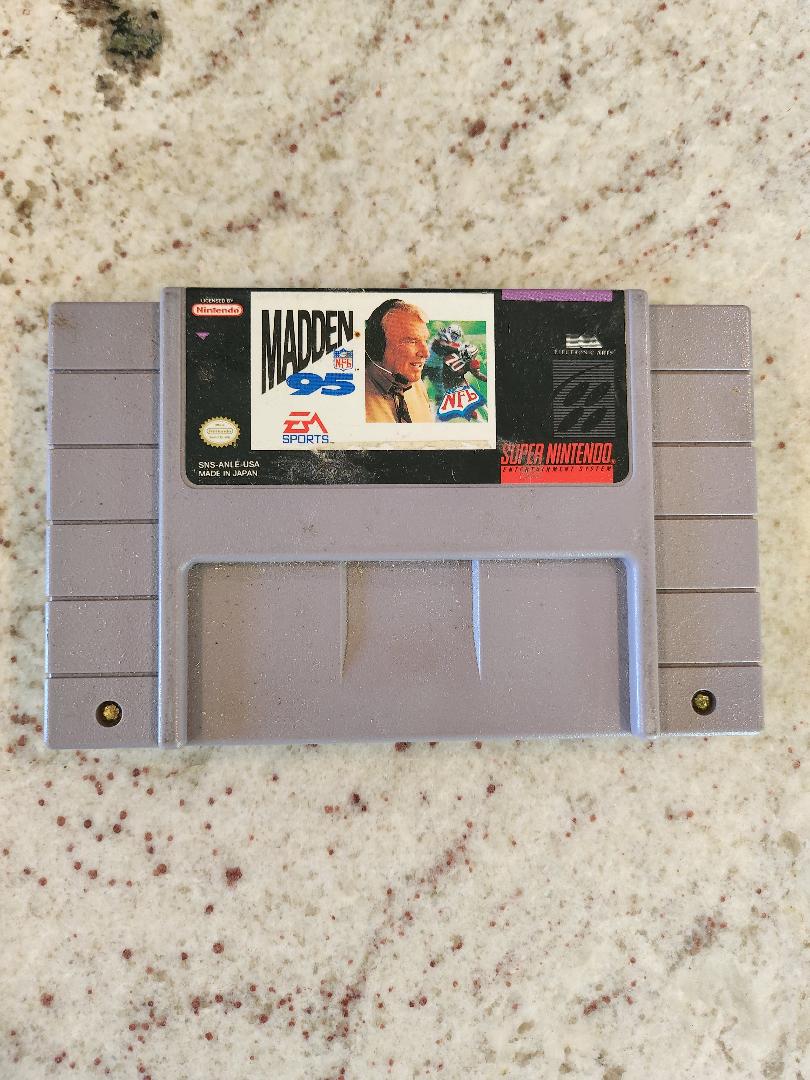 LICENSED BY
Nintendo
MADDEN
NFL
95
EA
SPORTS
NFL
ELECTRONIC ARTS
Nintendo
SNS-ANLE-USA
MADE IN JAPAN
SUPER NINTENDO
ENTERTAINMENT SYSTEM